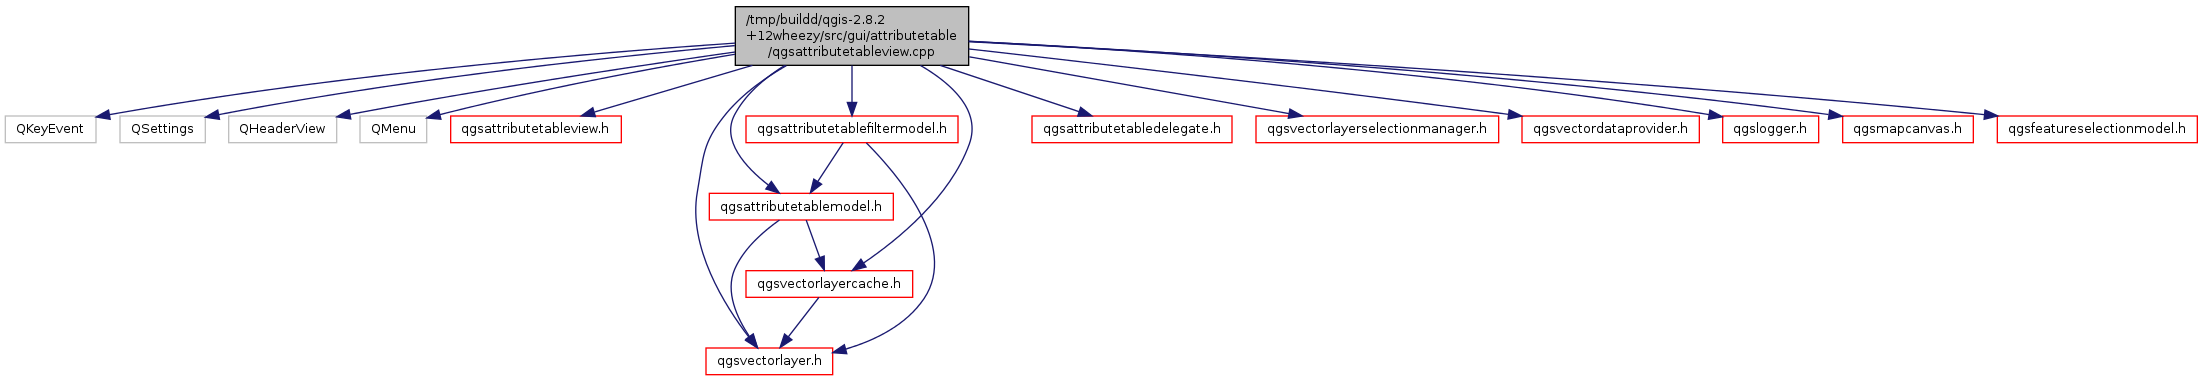 /tmp/buildd/qgis-2.8.2
+12wheezy/src/gui/attributetable
/qgsattributetableview.cpp
QKeyEvent
QSettings
QHeaderView
QMenu
qgsattributetableview.h
qgsattributetablefiltermodel.h
qgsattributetabledelegate.h
qgsvectorlayerselectionmanager.h
qgsvectordataprovider.h
qgslogger.h
qgsmapcanvas.h
qgsfeatureselectionmodel.h
qgsattributetablemodel.h
qgsvectorlayercache.h
qgsvectorlayer.h